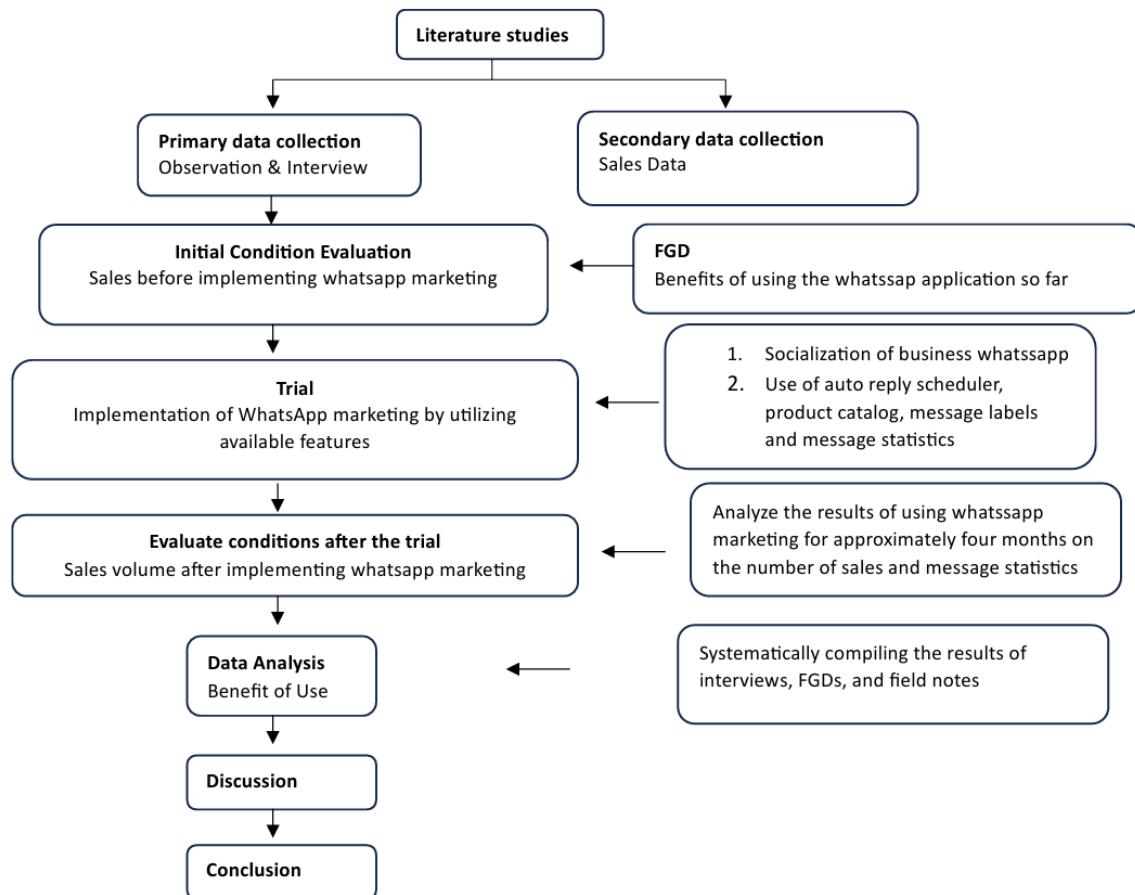 Literature studies
Primary data collection
Observation & Interview
Secondary data collection
Sales Data
Initial Condition Evaluation
Sales before implementing whatsapp marketing
FGD
Benefits of using the whatssap application so far
Trial
Implementation of WhatsApp marketing by utilizing
available features
1. Socialization of business whatssapp
2. Use of auto reply scheduler,
product catalog, message labels
and message statistics
Evaluate conditions after the trial
Sales volume after implementing whatsapp marketing
Analyze the results of using whatssapp
marketing for approximately four months on
the number of sales and message statistics
Data Analysis
Benefit of Use
Systematically compiling the results of
interviews, FGDs, and field notes
Discussion
Conclusion